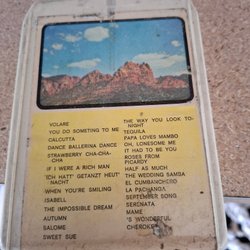 VOLARE
YOU DO SOMETING TO ME
CALCUTTA
DANCE BALLERINA DANCE
STRAWBERRY CHA-CHA-
CHA
IF I WERE A RICH MAN
'ICH HATT' GETANZT HEUT'
NACHT
WHEN YOU'RE SMILING
ISABELL
THE IMPOSSIBLE DREAM
AUTUMN
SALOME
SWEET SUE
IF
THE WAY YOU LOOK TO-
NIGHT
TEQUILA
PAPA LOVES MAMBO
OH, LONESOME ME
IT HAD TO BE YOU
ROSES FROM
PICARDY
HALF AS MUCH
THE WEDDING SAMBA
EL CUMBANCHERO
LA PACHANGA
SEPTEMBER SONG
SERENATA
MAME
'S WONDERFUL
CHEROKEE